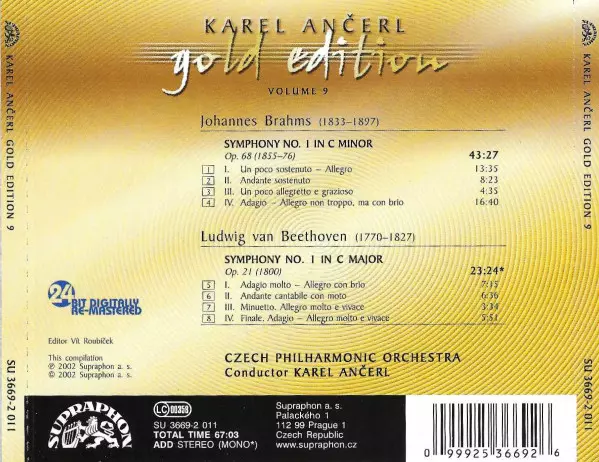 KAREL ANČERL
gold edition
VOLUME 9
Johannes Brahms (1833–1897)
SYMPHONY NO. 1 IN C MINOR
Op. 68 (1855–76) 43:27
1 I. Un poco sostenuto – Allegro 13:35
2 II. Andante sostenuto 8:23
3 III. Un poco allegretto e grazioso 4:35
4 IV. Adagio – Allegro non troppo, ma con brio 16:40
Ludwig van Beethoven (1770–1827)
SYMPHONY NO. 1 IN C MAJOR
Op. 21 (1800) 23:24*
5 I. Adagio molto – Allegro con brio 7:15
6 II. Andante cantabile con moto 6:36
7 III. Minuetto. Allegro molto e vivace 3:34
8 IV. Finale. Adagio – Allegro molto e vivace 5:51
24
BIT DIGITALLY
RE-MASTERED
Editor Vít Roubíček
This compilation
℗ 2002 Supraphon a. s.
© 2002 Supraphon a. s.
CZECH PHILHARMONIC ORCHESTRA
Conductor KAREL ANČERL
SUPRAPHON
LC 00358
SU 3669-2 011
TOTAL TIME 67:03
ADD STEREO (MONO*)
Supraphon a. s.
Palackého 1
112 99 Prague 1
Czech Republic
www.supraphon.cz
0 99925 36692 6
KAREL ANČERL GOLD EDITION 9
SU 3669-2 011
KAREL ANČERL GOLD EDITION 9
SU 3669-2 011